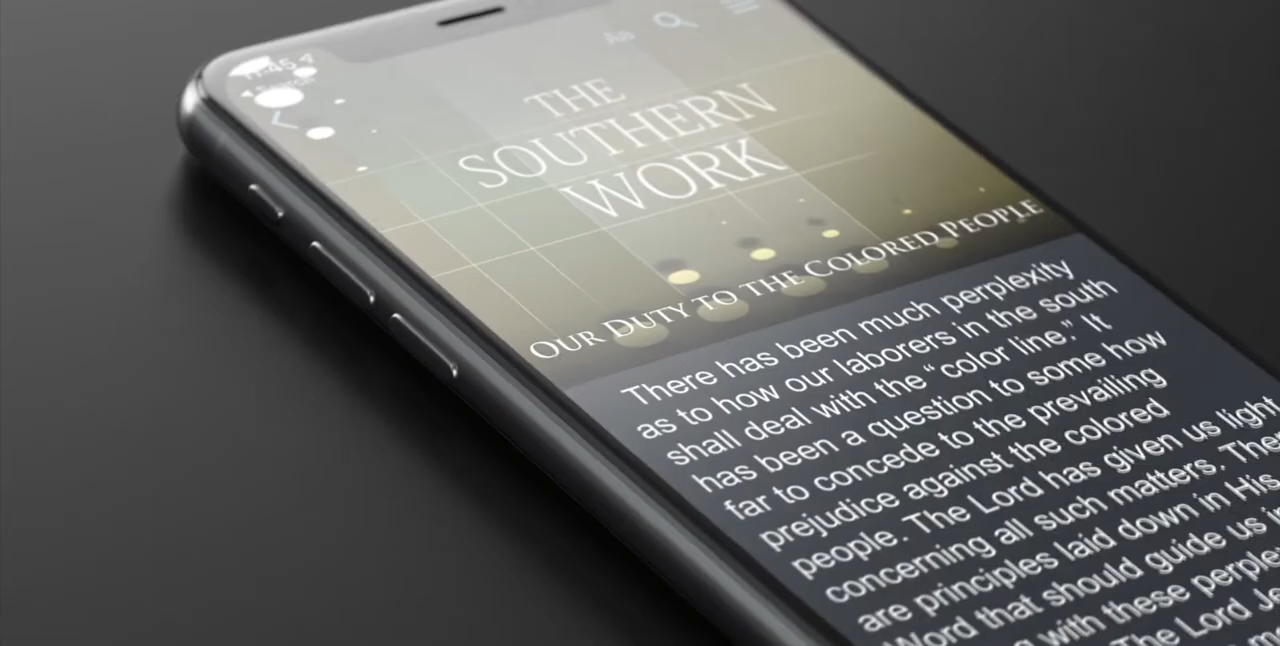 11:45
Aa
THE
SOUTHERN
WORK
OUR DUTY TO THE COLORED PEOPLE
There has been much perplexity
as to how our laborers in the south
shall deal with the “color line.” It
has been a question to some how
far to concede to the prevailing
prejudice against the colored
people. The Lord has given us light
concerning all such matters. There
are principles laid down in His
Word that should guide us in
with these
The Lord